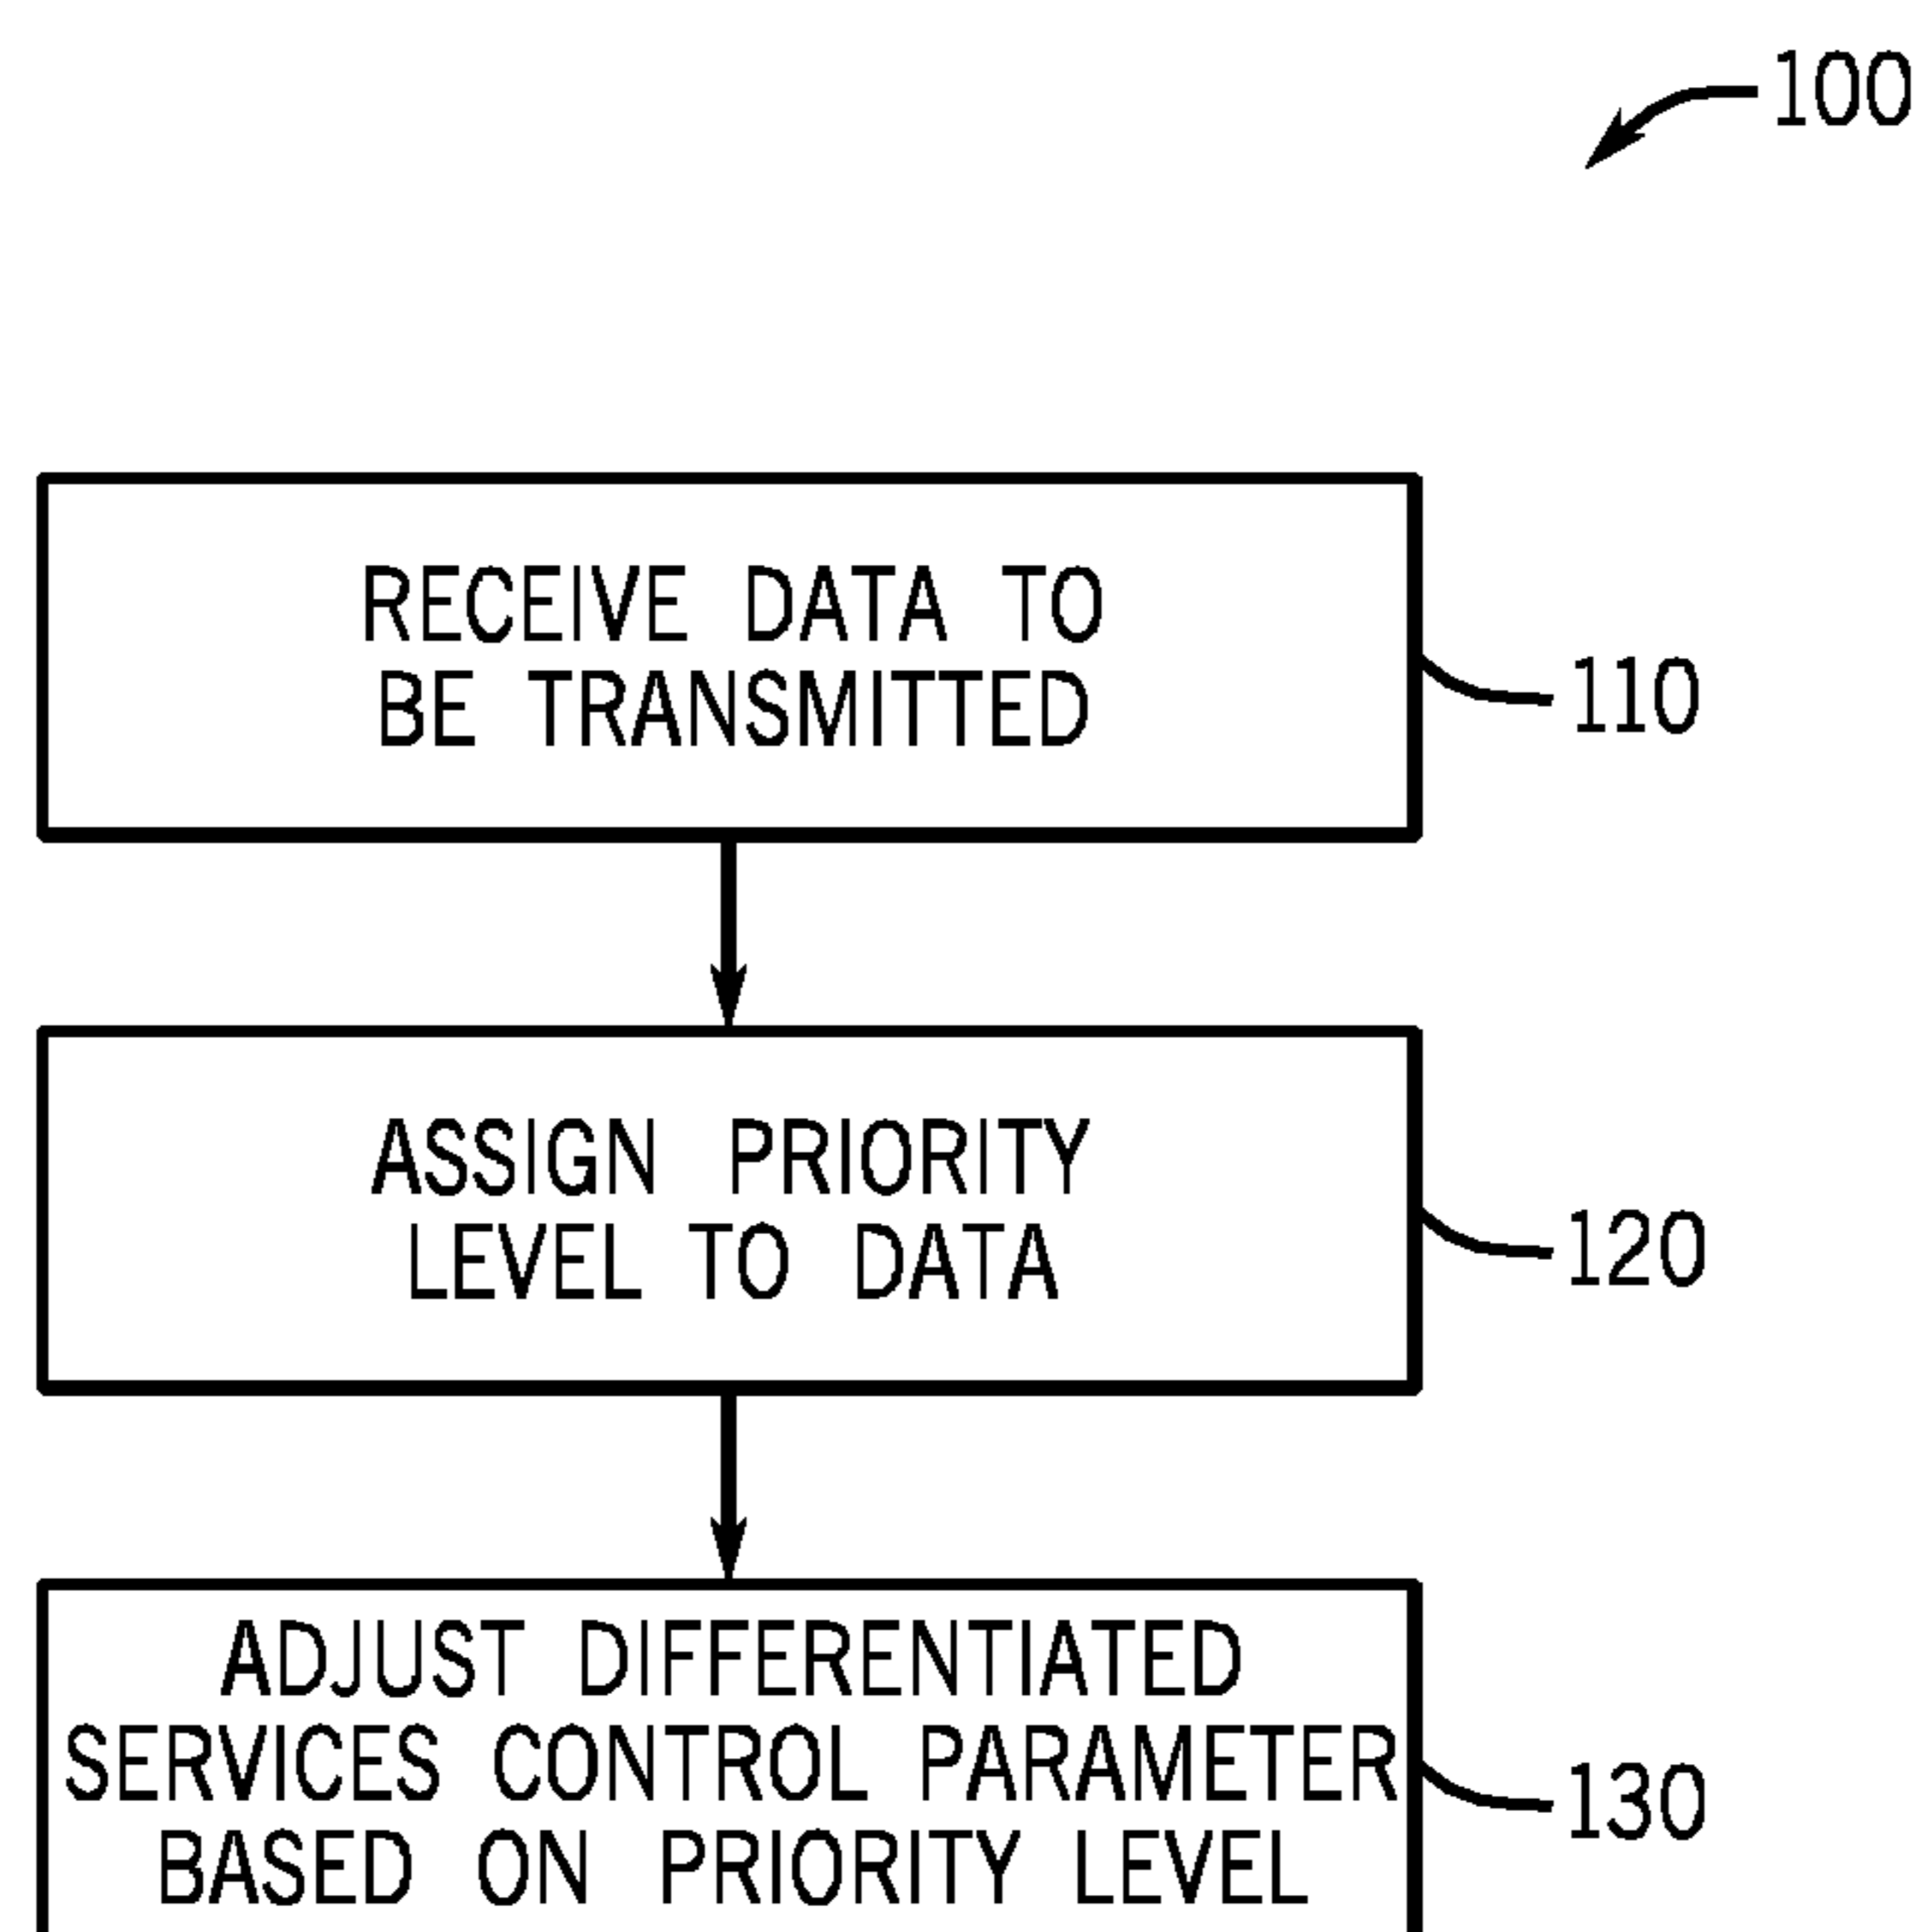 100
RECEIVE DATA TO
BE TRANSMITTED
110
ASSIGN PRIORITY
LEVEL TO DATA
120
ADJUST DIFFERENTIATED
SERVICES CONTROL PARAMETER
BASED ON PRIORITY LEVEL
130